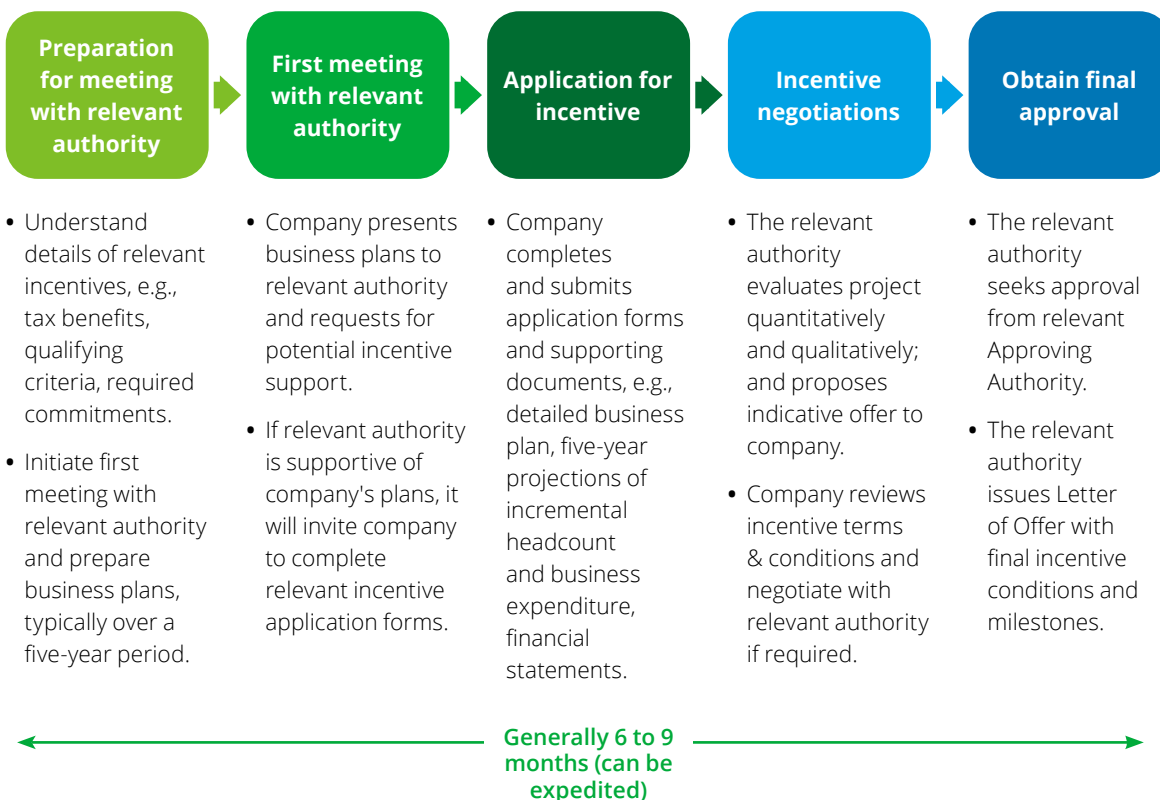 Preparation
for meeting
with relevant
authority
First meeting
with relevant
authority
Application for
incentive
Incentive
negotiations
Obtain final
approval
• Understand
details of relevant
incentives, e.g.,
tax benefits,
qualifying
criteria, required
commitments.
• Initiate first
meeting with
relevant authority
and prepare
business plans,
typically over a
five-year period.
• Company presents
business plans to
relevant authority
and requests for
potential incentive
support.
• If relevant authority
is supportive of
company's plans, it
will invite company
to complete
relevant incentive
application forms.
• Company
completes
and submits
application forms
and supporting
documents, e.g.,
detailed business
plan, five-year
projections of
incremental
headcount
and business
expenditure,
financial
statements.
• The relevant
authority
evaluates project
quantitatively
and qualitatively;
and proposes
indicative offer to
company.
• Company reviews
incentive terms
& conditions and
negotiate with
relevant authority
if required.
• The relevant
authority
seeks approval
from relevant
Approving
Authority.
• The relevant
authority
issues Letter
of Offer with
final incentive
conditions and
milestones.
Generally 6 to 9
months (can be
expedited)